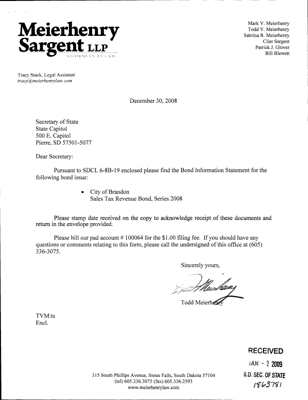 Meierhenry
Sargent LLP
ATTORNEYS AT LAW
Mark V. Meierhenry
Todd V. Meierhenry
Sabrina R. Meierhenry
Clint Sargent
Patrick J. Glover
Bill Blewett
Tracy Stack, Legal Assistant
tracy@meierhenrylaw.com
December 30, 2008
Secretary of State
State Capitol
500 E. Capitol
Pierre, SD 57501-5077
Dear Secretary:
Pursuant to SDCL 6-8B-19 enclosed please find the Bond Information Statement for the
following bond issue:
• City of Brandon
Sales Tax Revenue Bond, Series 2008
Please stamp date received on the copy to acknowledge receipt of these documents and
return in the envelope provided.
Please bill our pad account # 100064 for the $1.00 filing fee. If you should have any
questions or comments relating to this form, please call the undersigned of this office at (605)
336-3075.
Sincerely yours,
Todd Meierhenry
TVM:ts
Encl.
RECEIVED
JAN - 2 2009
S.D. SEC. OF STATE
1563781
315 South Phillips Avenue, Sioux Falls, South Dakota 57104
(tel) 605.336.3075 (fax) 605.336.2593
www.meierhenrylaw.com